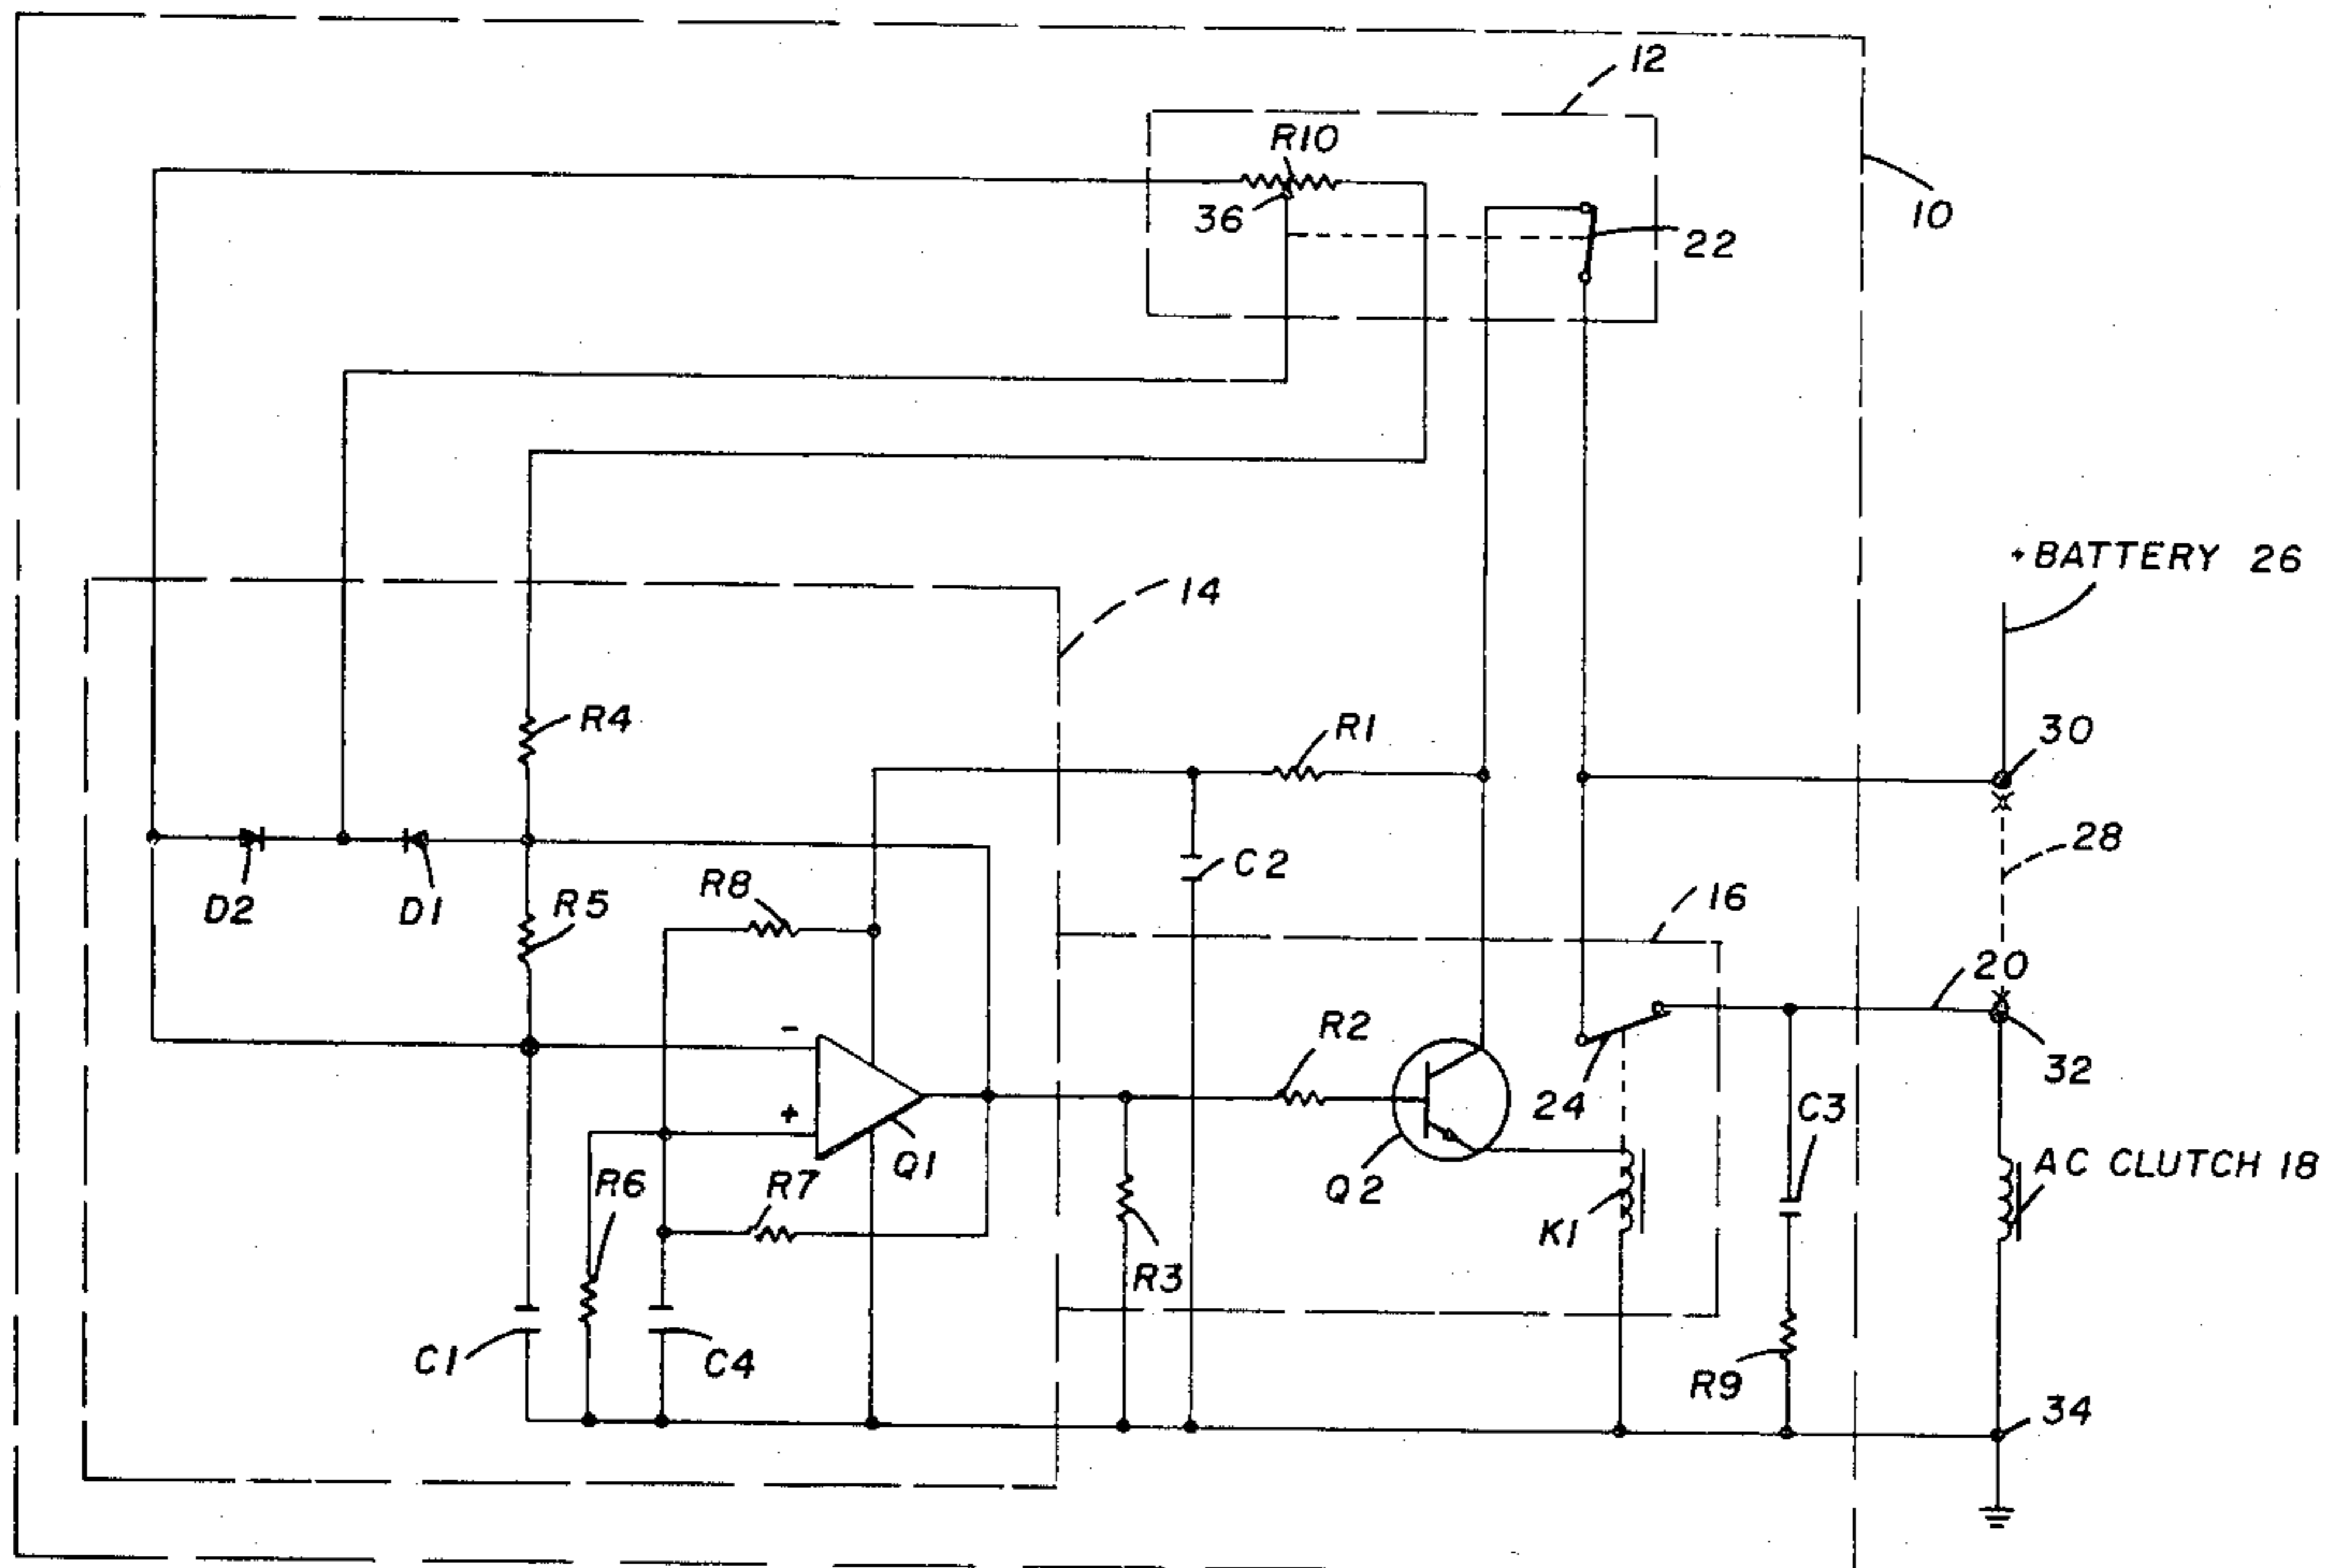 12
R10
36
22
10
+BATTERY 26
14
R4
R1
30
28
C2
D2
D1
R8
R5
16
20
-
R2
32
24
C3
+
Q1
R6
R7
Q2
K1
AC CLUTCH 18
R3
C1
C4
R9
34